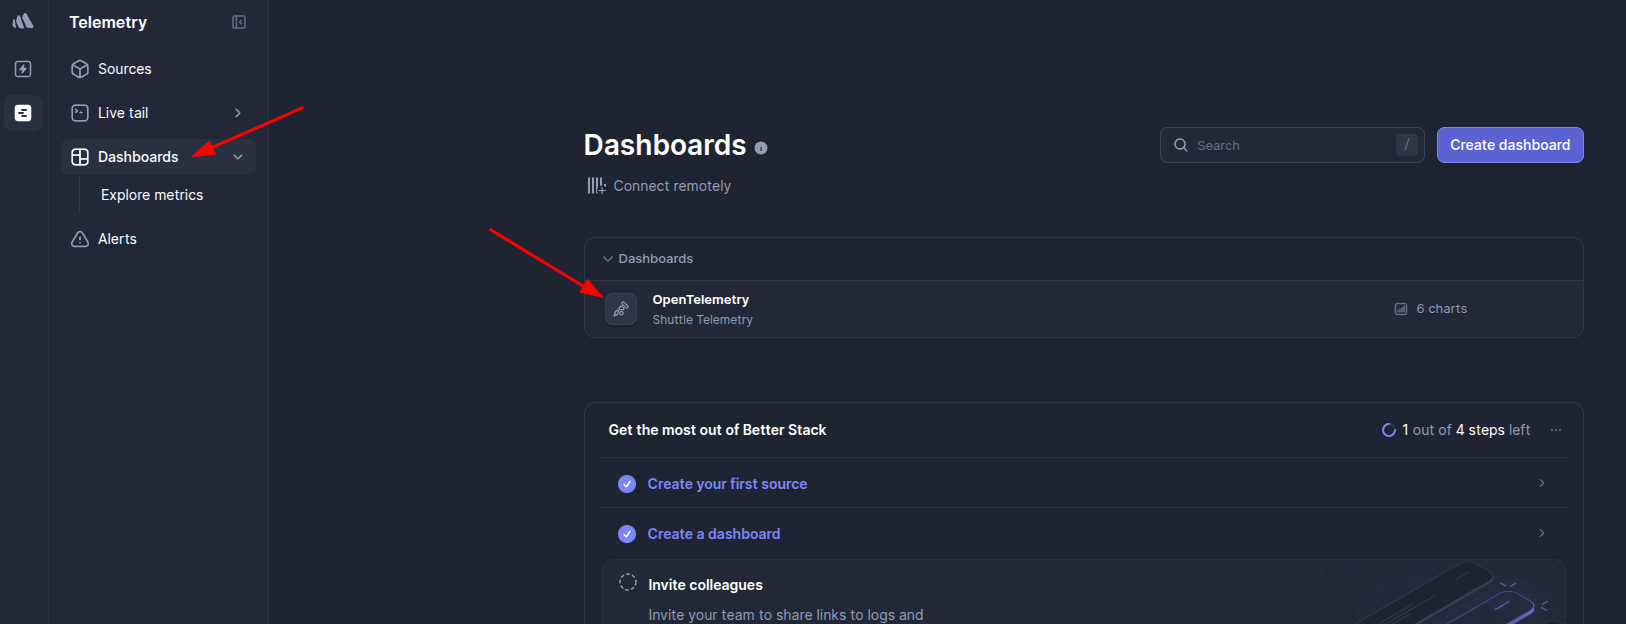 Telemetry
Sources
Live tail
Dashboards
Explore metrics
Alerts
Dashboards
Search /
Create dashboard
Connect remotely
Dashboards
OpenTelemetry
Shuttle Telemetry
6 charts
Get the most out of Better Stack
1 out of 4 steps left
Create your first source
Create a dashboard
Invite colleagues
Invite your team to share links to logs and